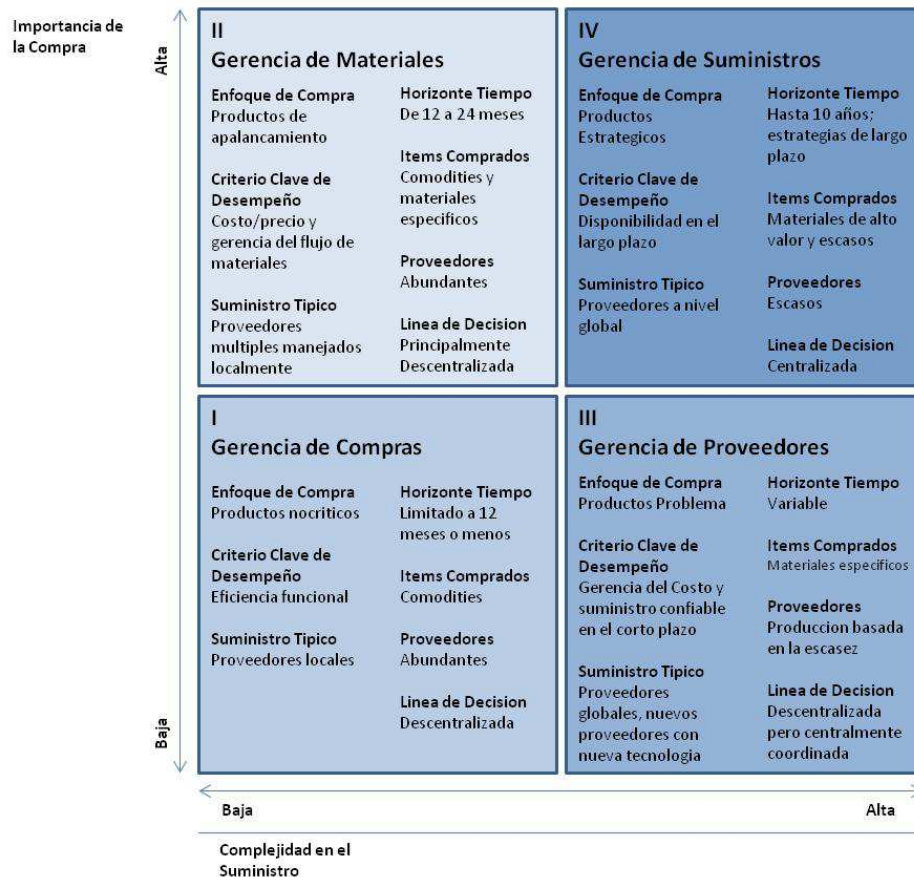 Importancia de
la Compra
Alta
Baja
II
Gerencia de Materiales
Enfoque de Compra
Productos de
apalancamiento
Criterio Clave de
Desempeño
Costo/precio y
gerencia del flujo de
materiales
Suministro Tipico
Proveedores
multiples manejados
localmente
Horizonte Tiempo
De 12 a 24 meses
Items Comprados
Comodities y
materiales
especificos
Proveedores
Abundantes
Linea de Decision
Principalmente
Descentralizada
IV
Gerencia de Suministros
Enfoque de Compra
Productos
Estrategicos
Criterio Clave de
Desempeño
Disponibilidad en el
largo plazo
Suministro Tipico
Proveedores a nivel
global
Horizonte Tiempo
Hasta 10 años;
estrategias de largo
plazo
Items Comprados
Materiales de alto
valor y escasos
Proveedores
Escasos
Linea de Decision
Centralizada
I
Gerencia de Compras
Enfoque de Compra
Productos nocriticos
Criterio Clave de
Desempeño
Eficiencia funcional
Suministro Tipico
Proveedores locales
Horizonte Tiempo
Limitado a 12
meses o menos
Items Comprados
Comodities
Proveedores
Abundantes
Linea de Decision
Descentralizada
III
Gerencia de Proveedores
Enfoque de Compra
Productos Problema
Criterio Clave de
Desempeño
Gerencia del Costo y
suministro confiable
en el corto plazo
Suministro Tipico
Proveedores
globales, nuevos
proveedores con
nueva tecnologia
Horizonte Tiempo
Variable
Items Comprados
Materiales especificos
Proveedores
Produccion basada
en la escasez
Linea de Decision
Descentralizada
pero centralmente
coordinada
Baja
Alta
Complejidad en el
Suministro